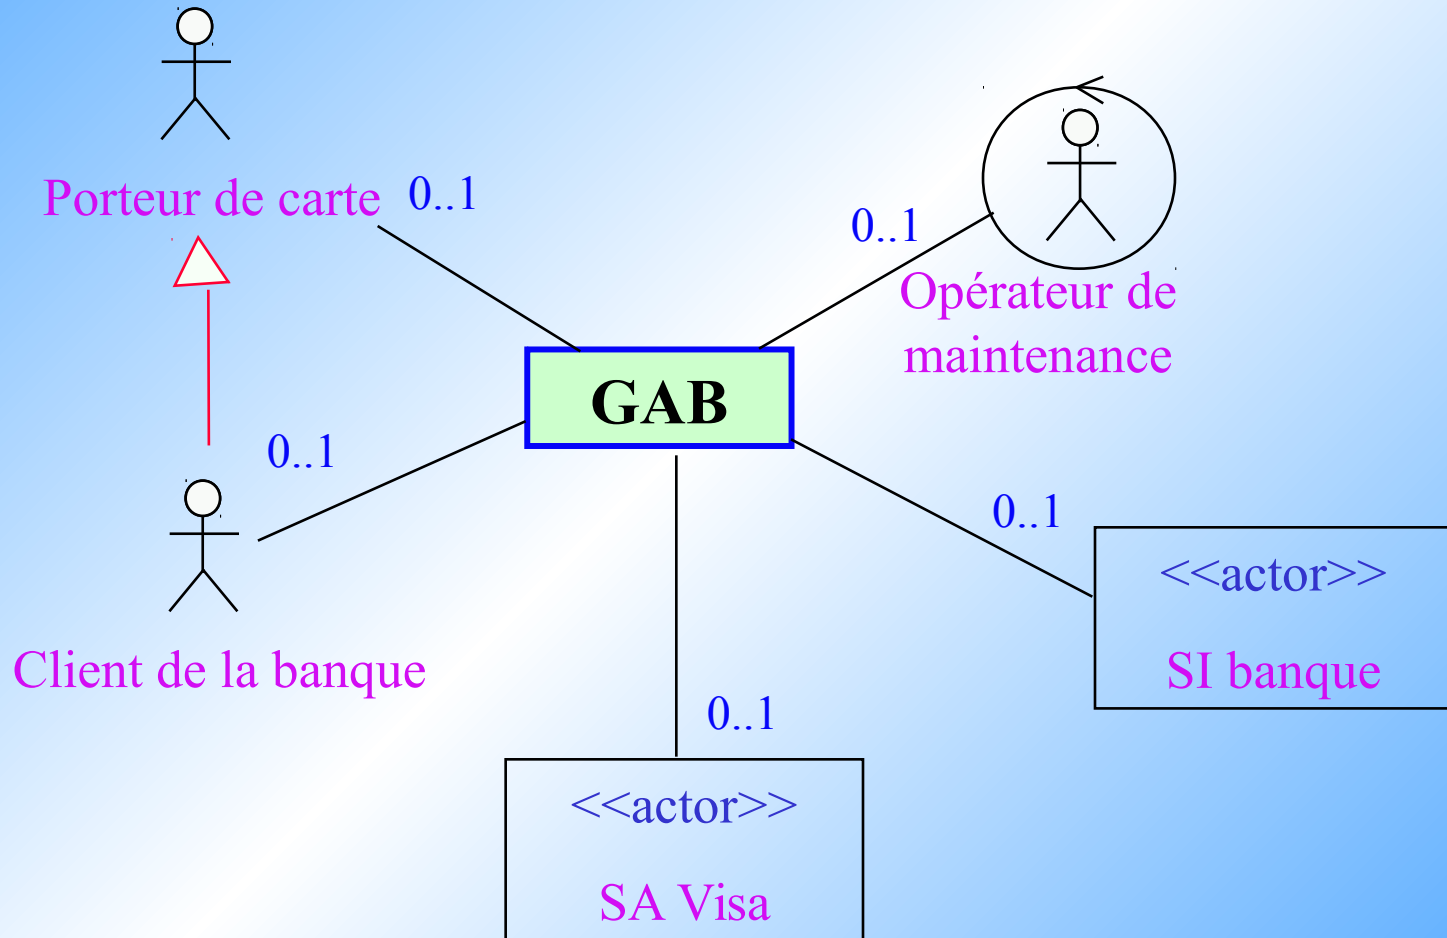 Porteur de carte
0..1
0..1
Opérateur de
maintenance
GAB
0..1
0..1
<<actor>>
SI banque
Client de la banque
0..1
<<actor>>
SA Visa